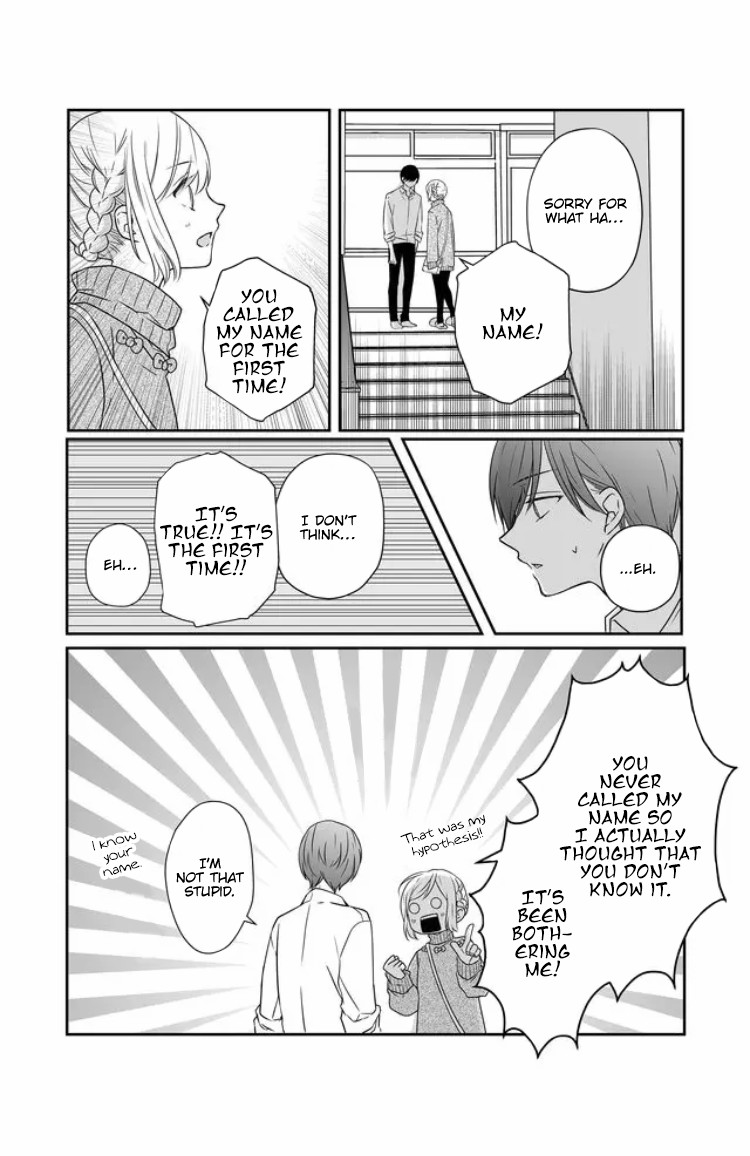 SORRY FOR
WHAT HA...
MY
NAME!
YOU
CALLED
MY NAME
FOR THE
FIRST
TIME!
...EH.
I DON'T
THINK...
IT'S
TRUE!! IT'S
THE FIRST
TIME!!
EH...
YOU
NEVER
CALLED MY
NAME SO
I ACTUALLY
THOUGHT THAT
YOU DON'T
KNOW IT.
IT'S
BEEN
BOTH-
ERING
ME!
That was my
hypothesis!!
I'M
NOT THAT
STUPID.
I know
your
name.